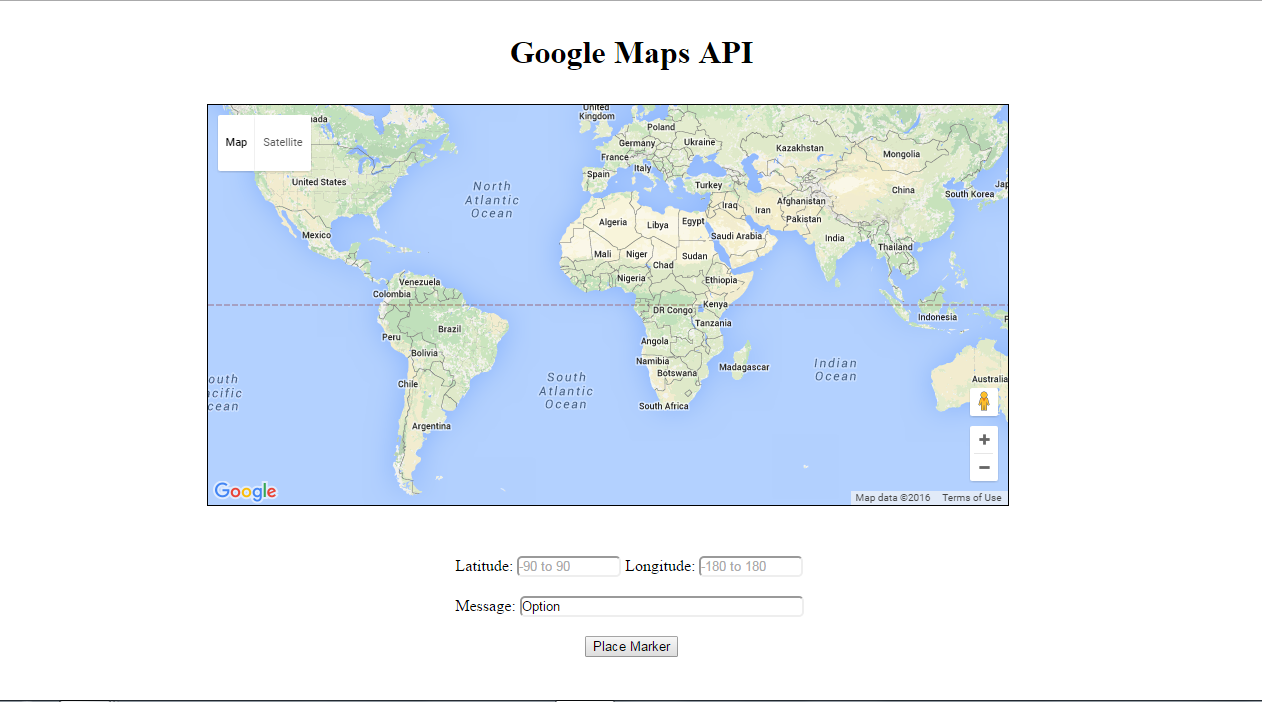 Google Maps API
Map Satellite
nada
United Kingdom
Poland
Germany
Ukraine
France
Kazakhstan
Mongolia
Italy
Spain
United States
North Atlantic Ocean
Turkey
China
South Korea
Jap
Afghanistan
Iraq
Iran
Pakistan
Algeria
Libya
Egypt
Mexico
Saudi Arabia
India
Thailand
Mali
Niger
Chad
Sudan
Nigeria
Ethiopia
Venezuela
Colombia
Kenya
DR Congo
Indonesia
P
Tanzania
Brazil
Peru
Angola
Bolivia
Namibia
Botswana
Madagascar
Indian Ocean
Chile
South Atlantic Ocean
Australia
outh
cific
cean
South Africa
Argentina
+
−
Google
Map data ©2016 Terms of Use
Latitude: -90 to 90 Longitude: -180 to 180
Message: Option
Place Marker